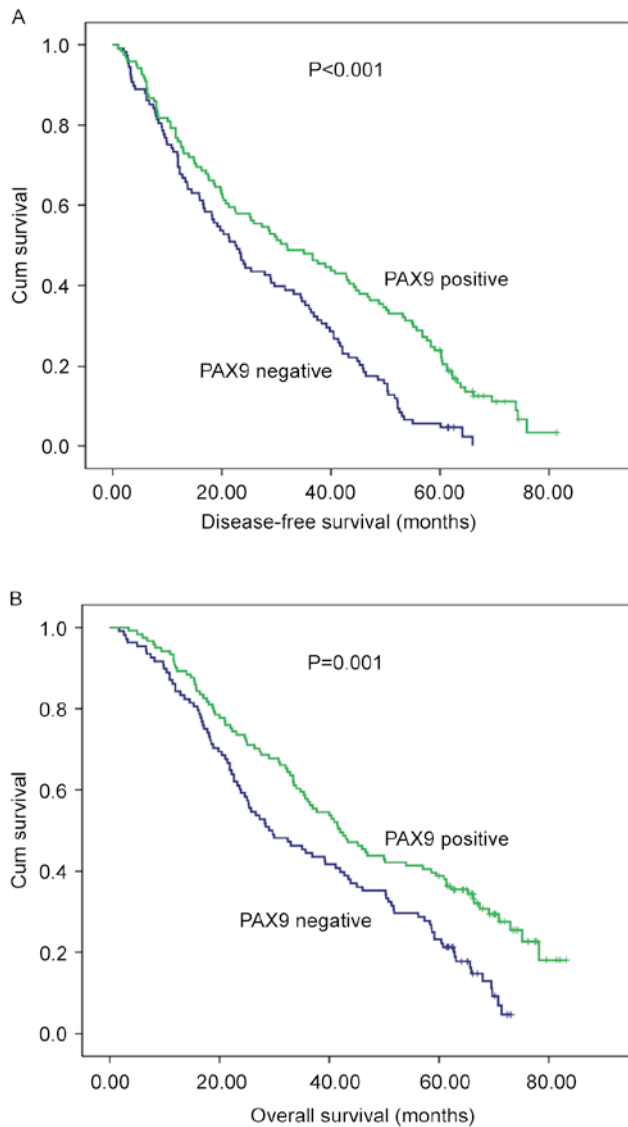 A
1.0
P<0.001
0.8
0.6
Cum survival
0.4
PAX9 positive
PAX9 negative
0.2
0.0
0.00 20.00 40.00 60.00 80.00
Disease-free survival (months)
B
1.0
P=0.001
0.8
0.6
Cum survival
PAX9 positive
0.4
PAX9 negative
0.2
0.0
0.00 20.00 40.00 60.00 80.00
Overall survival (months)